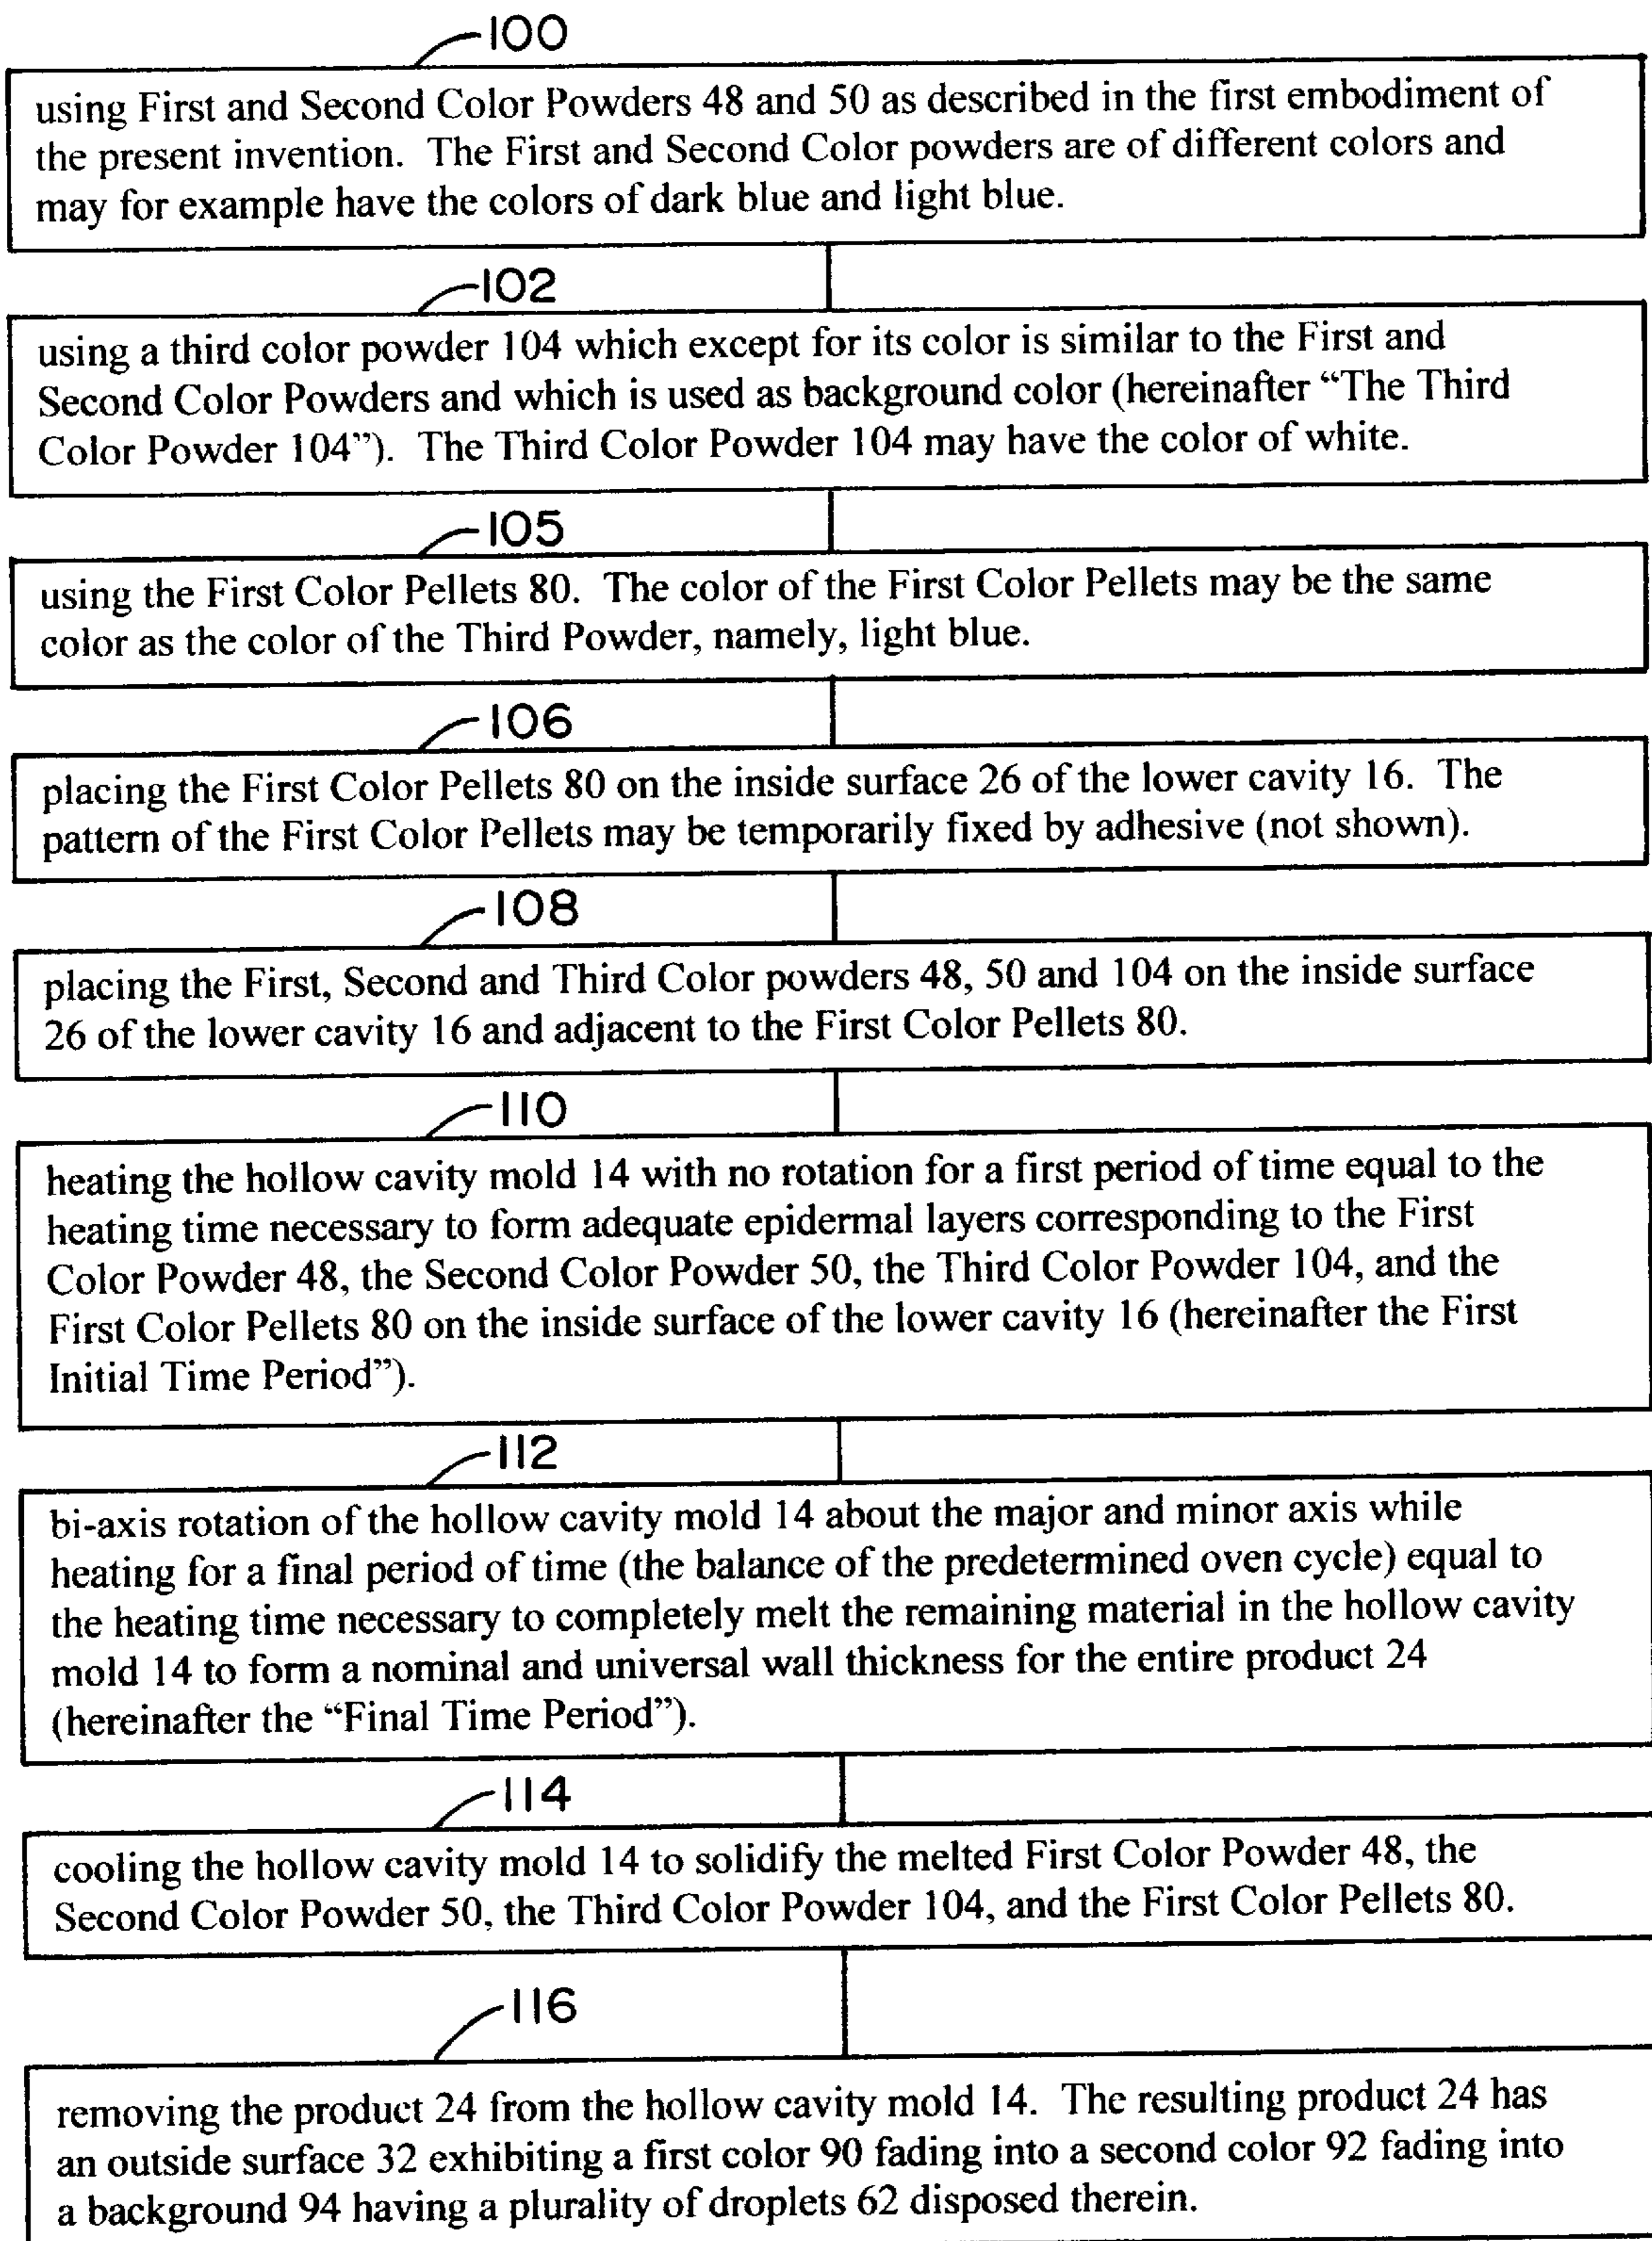 100
using First and Second Color Powders 48 and 50 as described in the first embodiment of
the present invention. The First and Second Color powders are of different colors and
may for example have the colors of dark blue and light blue.
102
using a third color powder 104 which except for its color is similar to the First and
Second Color Powders and which is used as background color (hereinafter “The Third
Color Powder 104”). The Third Color Powder 104 may have the color of white.
105
using the First Color Pellets 80. The color of the First Color Pellets may be the same
color as the color of the Third Powder, namely, light blue.
106
placing the First Color Pellets 80 on the inside surface 26 of the lower cavity 16. The
pattern of the First Color Pellets may be temporarily fixed by adhesive (not shown).
108
placing the First, Second and Third Color powders 48, 50 and 104 on the inside surface
26 of the lower cavity 16 and adjacent to the First Color Pellets 80.
110
heating the hollow cavity mold 14 with no rotation for a first period of time equal to the
heating time necessary to form adequate epidermal layers corresponding to the First
Color Powder 48, the Second Color Powder 50, the Third Color Powder 104, and the
First Color Pellets 80 on the inside surface of the lower cavity 16 (hereinafter the First
Initial Time Period”).
112
bi-axis rotation of the hollow cavity mold 14 about the major and minor axis while
heating for a final period of time (the balance of the predetermined oven cycle) equal to
the heating time necessary to completely melt the remaining material in the hollow cavity
mold 14 to form a nominal and universal wall thickness for the entire product 24
(hereinafter the “Final Time Period”).
114
cooling the hollow cavity mold 14 to solidify the melted First Color Powder 48, the
Second Color Powder 50, the Third Color Powder 104, and the First Color Pellets 80.
116
removing the product 24 from the hollow cavity mold 14. The resulting product 24 has
an outside surface 32 exhibiting a first color 90 fading into a second color 92 fading into
a background 94 having a plurality of droplets 62 disposed therein.